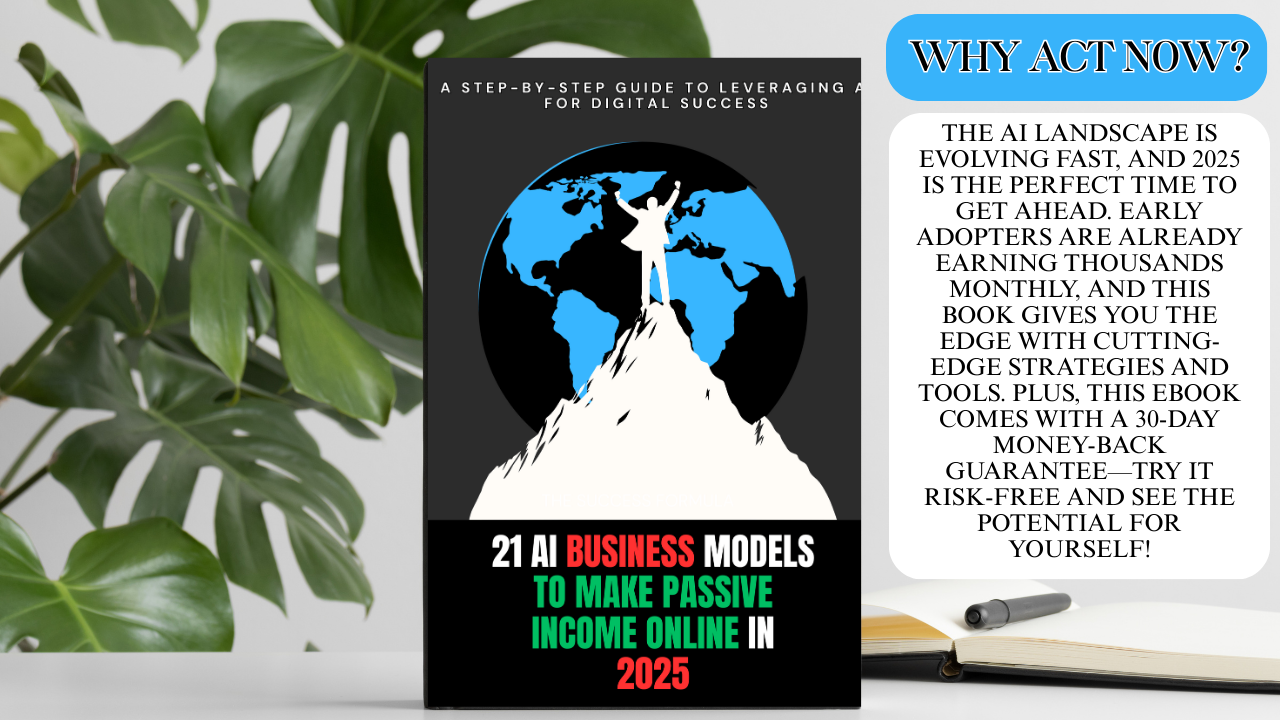 A STEP-BY-STEP GUIDE TO LEVERAGING A
FOR DIGITAL SUCCESS
21 AI BUSINESS MODELS
TO MAKE PASSIVE
INCOME ONLINE IN
2025
WHY ACT NOW?
THE AI LANDSCAPE IS
EVOLVING FAST, AND 2025
IS THE PERFECT TIME TO
GET AHEAD. EARLY
ADOPTERS ARE ALREADY
EARNING THOUSANDS
MONTHLY, AND THIS
BOOK GIVES YOU THE
EDGE WITH CUTTING-
EDGE STRATEGIES AND
TOOLS. PLUS, THIS EBOOK
COMES WITH A 30-DAY
MONEY-BACK
GUARANTEE—TRY IT
RISK-FREE AND SEE THE
POTENTIAL FOR
YOURSELF!